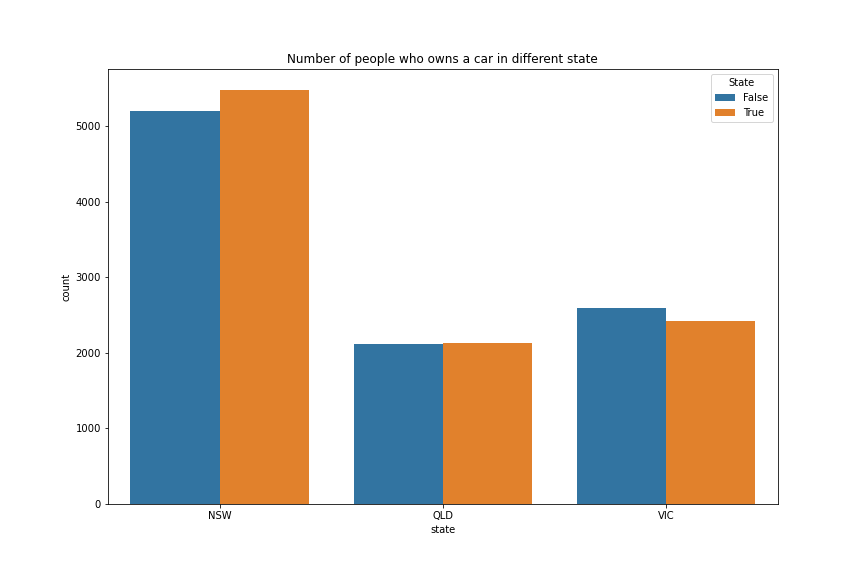 Number of people who owns a car in different state
State
False
True
5000
4000
3000
2000
1000
0
count
NSW QLD VIC
state